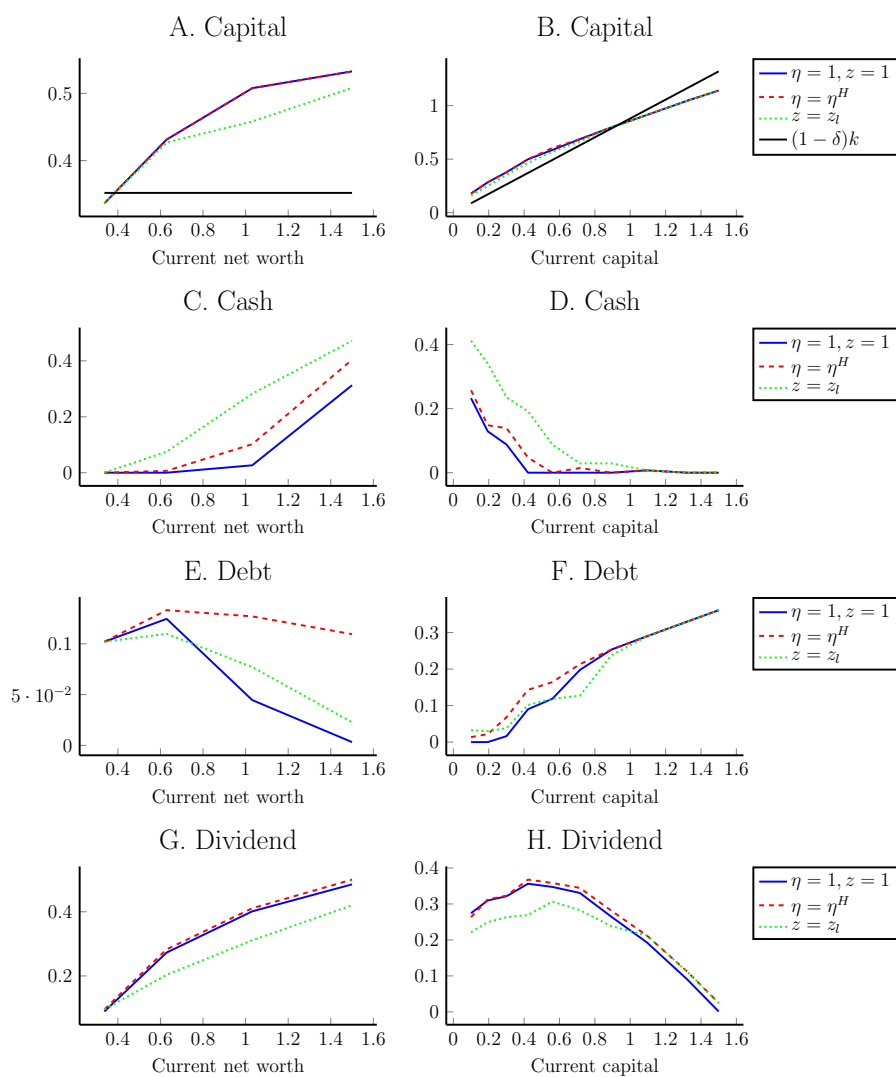 A. Capital
0.5
0.4
0.4 0.6 0.8 1 1.2 1.4 1.6
Current net worth
B. Capital
1
0.5
0
0 0.2 0.4 0.6 0.8 1 1.2 1.4 1.6
Current capital
η = 1, z = 1
η = η^H
z = z_l
(1 − δ)k
C. Cash
0.4
0.2
0
0.4 0.6 0.8 1 1.2 1.4 1.6
Current net worth
D. Cash
0.4
0.2
0
0 0.2 0.4 0.6 0.8 1 1.2 1.4 1.6
Current capital
η = 1, z = 1
η = η^H
z = z_l
E. Debt
0.1
5 · 10^−2
0
0.4 0.6 0.8 1 1.2 1.4 1.6
Current net worth
F. Debt
0.3
0.2
0.1
0
0 0.2 0.4 0.6 0.8 1 1.2 1.4 1.6
Current capital
η = 1, z = 1
η = η^H
z = z_l
G. Dividend
0.4
0.2
0.4 0.6 0.8 1 1.2 1.4 1.6
Current net worth
H. Dividend
0.4
0.3
0.2
0.1
0
0 0.2 0.4 0.6 0.8 1 1.2 1.4 1.6
Current capital
η = 1, z = 1
η = η^H
z = z_l